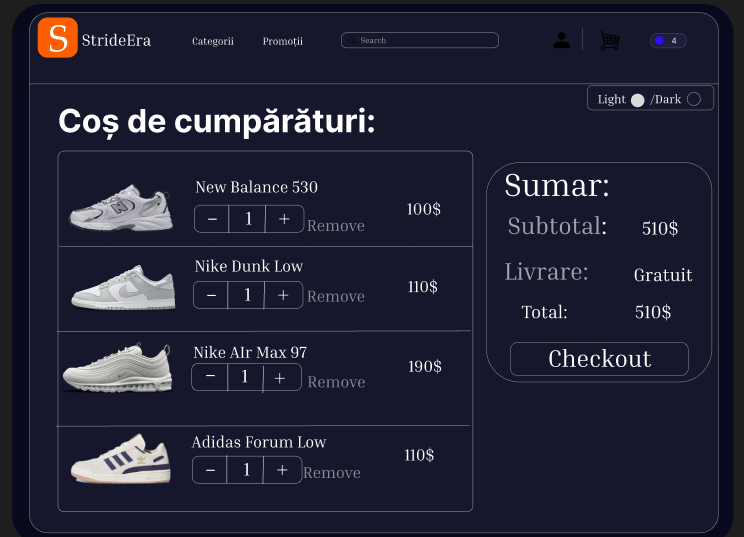 S StrideEra Categorii Promoții Search 4
Light /Dark
Coș de cumpărături:
New Balance 530
− 1 + Remove 100$
Nike Dunk Low
− 1 + Remove 110$
Nike AIr Max 97
− 1 + Remove 190$
Adidas Forum Low
− 1 + Remove 110$
Sumar:
Subtotal: 510$
Livrare: Gratuit
Total: 510$
Checkout